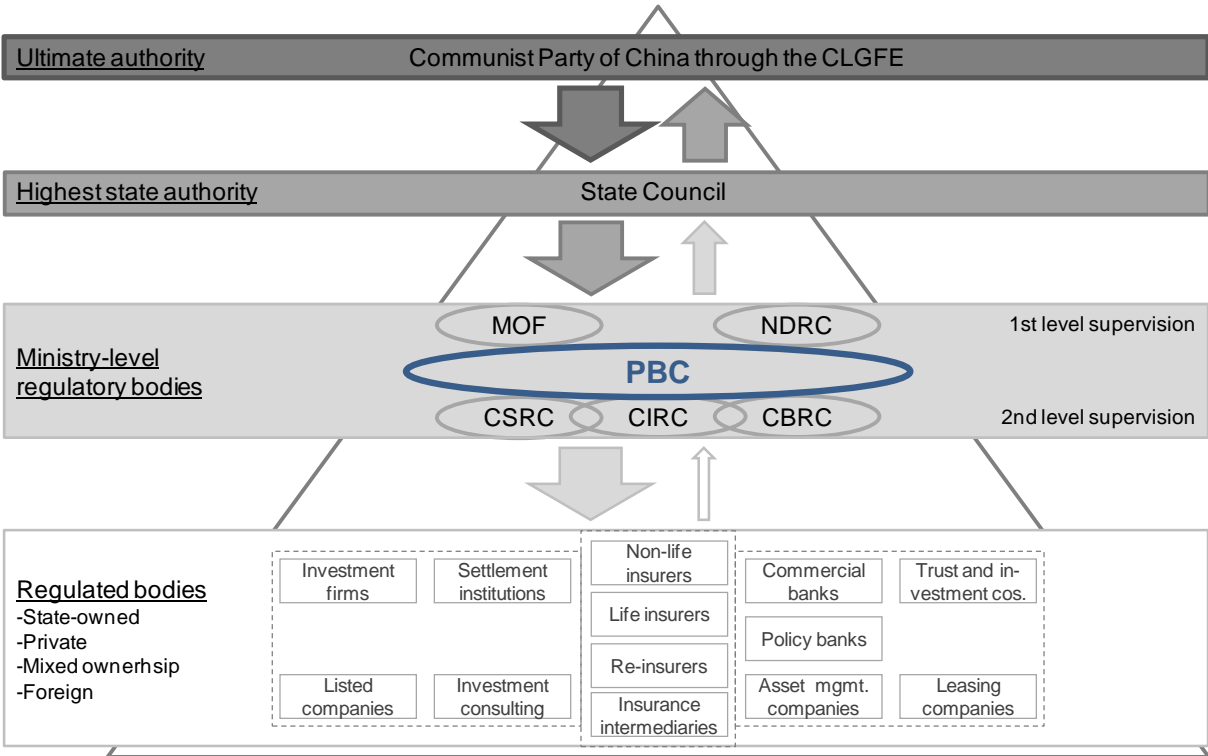 Ultimate authority
Communist Party of China through the CLGFE
Highest state authority
State Council
MOF
NDRC
1st level supervision
Ministry-level
regulatory bodies
PBC
CSRC
CIRC
CBRC
2nd level supervision
Regulated bodies
-State-owned
-Private
-Mixed ownerhsip
-Foreign
Investment
firms
Settlement
institutions
Listed
companies
Investment
consulting
Non-life
insurers
Life insurers
Re-insurers
Insurance
intermediaries
Commercial
banks
Trust and in-
vestment cos.
Policy banks
Asset mgmt.
companies
Leasing
companies